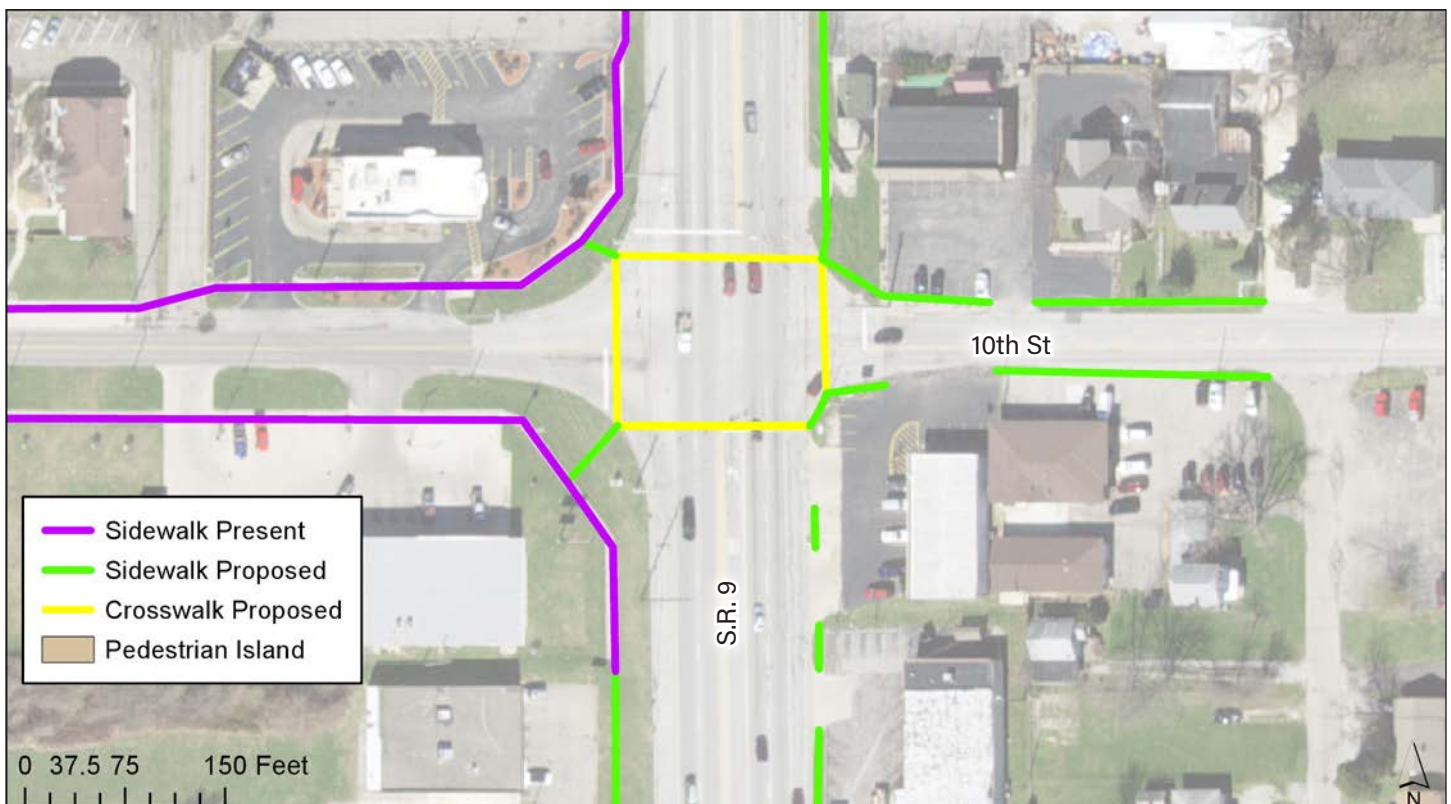 10th St
S.R. 9
Sidewalk Present
Sidewalk Proposed
Crosswalk Proposed
Pedestrian Island
0 37.5 75 150 Feet
N